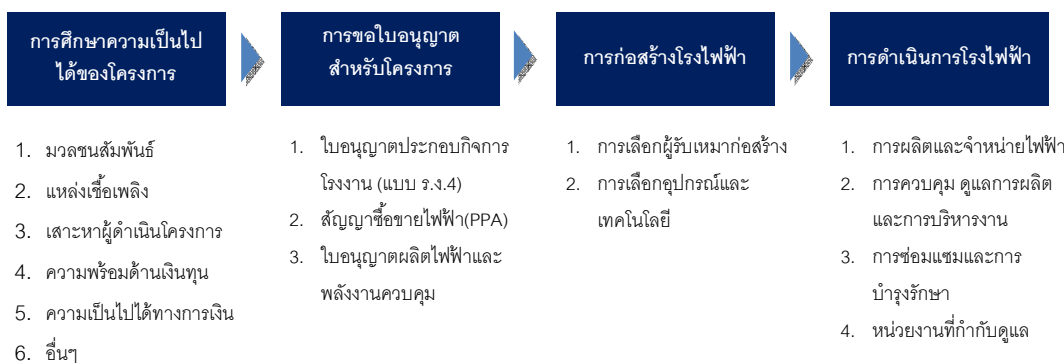 การศึกษาความเป็นไป
ได้ของโครงการ
1. มวลชนสัมพันธ์
2. แหล่งเชื้อเพลิง
3. เสาะหาผู้ดำเนินโครงการ
4. ความพร้อมด้านเงินทุน
5. ความเป็นไปได้ทางการเงิน
6. อื่นๆ
การขอใบอนุญาต
สำหรับโครงการ
1. ใบอนุญาตประกอบกิจการ
โรงงาน (แบบ ร.ง.4)
2. สัญญาซื้อขายไฟฟ้า(PPA)
3. ใบอนุญาตผลิตไฟฟ้าและ
พลังงานควบคุม
การก่อสร้างโรงไฟฟ้า
1. การเลือกผู้รับเหมาก่อสร้าง
2. การเลือกอุปกรณ์และ
เทคโนโลยี
การดำเนินการโรงไฟฟ้า
1. การผลิตและจำหน่ายไฟฟ้า
2. การควบคุม ดูแลการผลิต
และการบริหารงาน
3. การซ่อมแซมและการ
บำรุงรักษา
4. หน่วยงานที่กำกับดูแล